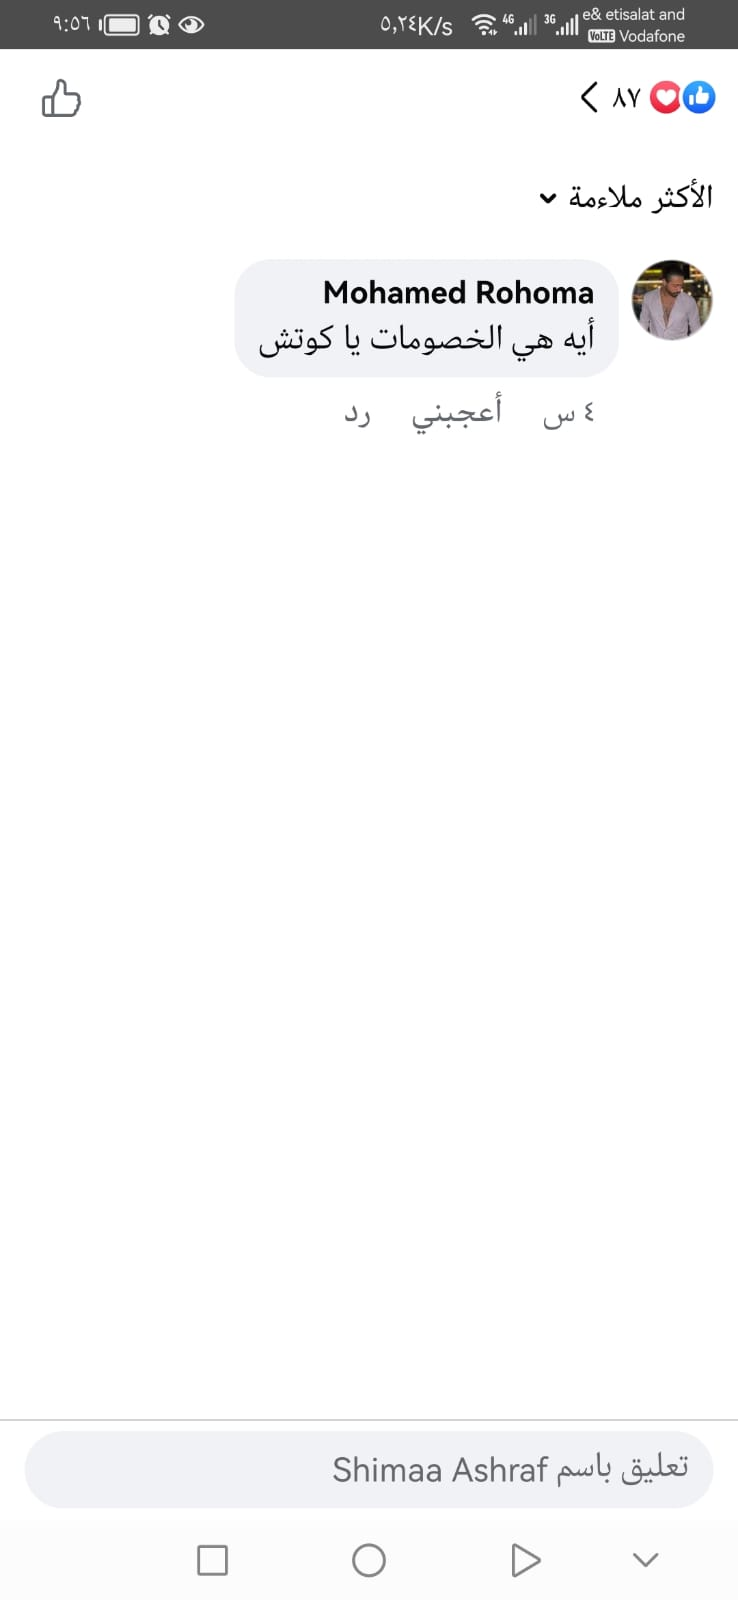 ٩:٥٦
٥,٢٤K/s
4G
3G
e& etisalat and
VoLTE Vodafone
٨٧
الأكثر ملاءمة
Mohamed Rohoma
أيه هي الخصومات يا كوتش
٤ س أعجبني رد
تعليق باسم Shimaa Ashraf